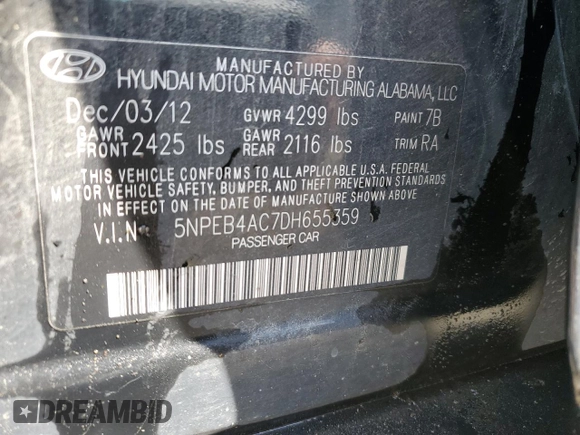 MANUFACTURED BY
HYUNDAI MOTOR MANUFACTURING ALABAMA, LLC
Dec/03/12 GVWR 4299 lbs PAINT 7B
GAWR FRONT 2425 lbs GAWR REAR 2116 lbs TRIM RA
THIS VEHICLE CONFORMS TO ALL APPLICABLE U.S.A. FEDERAL
MOTOR VEHICLE SAFETY, BUMPER, AND THEFT PREVENTION STANDARDS
IN EFFECT ON THE DATE OF MANUFACTURE SHOWN ABOVE.
V.I.N 5NPEB4AC7DH655359
PASSENGER CAR
DREAMBID